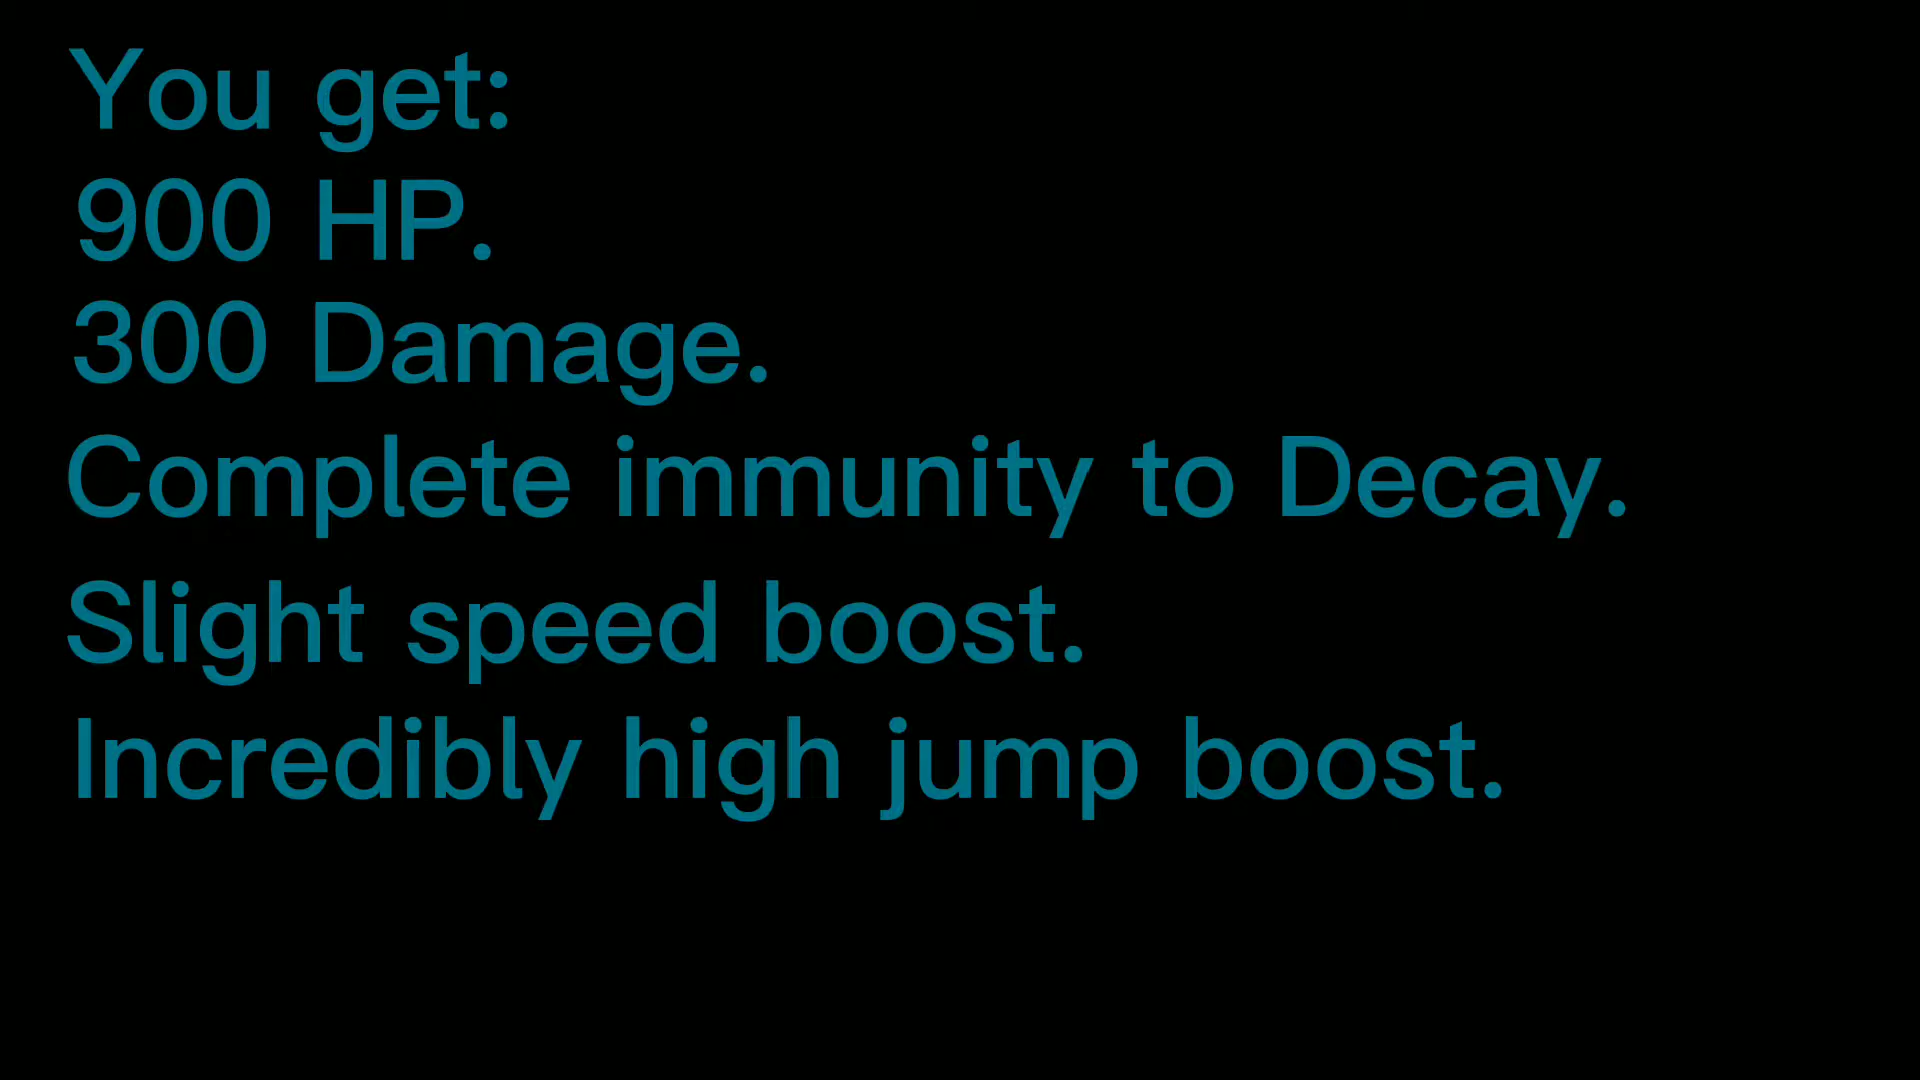 You get:
900 HP.
300 Damage.
Complete immunity to Decay.
Slight speed boost.
Incredibly high jump boost.